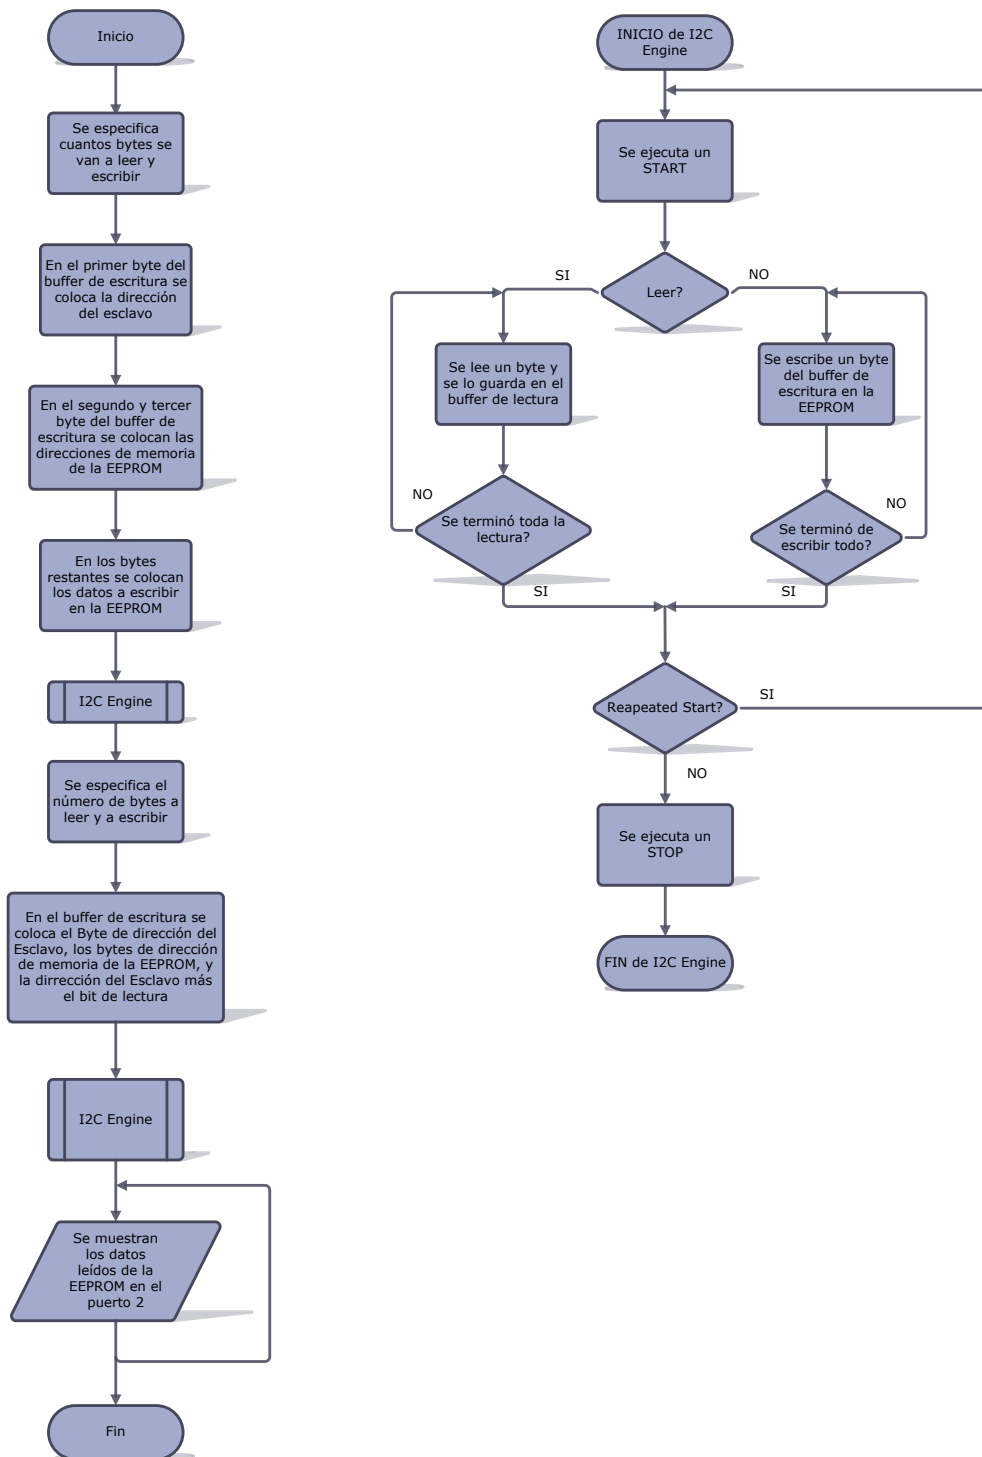 Inicio
Se especifica
cuantos bytes se
van a leer y
escribir
En el primer byte del
buffer de escritura se
coloca la dirección
del esclavo
En el segundo y tercer
byte del buffer de
escritura se colocan las
direcciones de memoria
de la EEPROM
En los bytes
restantes se colocan
los datos a escribir
en la EEPROM
I2C Engine
Se especifica el
número de bytes a
leer y a escribir
En el buffer de escritura se
coloca el Byte de dirección del
Esclavo, los bytes de dirección
de memoria de la EEPROM, y
la dirrección del Esclavo más
el bit de lectura
I2C Engine
Se muestran
los datos
leídos de la
EEPROM en el
puerto 2
Fin
INICIO de I2C
Engine
Se ejecuta un
START
Leer?
SI
NO
Se lee un byte y
se lo guarda en el
buffer de lectura
Se escribe un byte
del buffer de
escritura en la
EEPROM
Se terminó toda la
lectura?
NO
SI
Se terminó de
escribir todo?
NO
SI
Reapeated Start?
SI
NO
Se ejecuta un
STOP
FIN de I2C Engine